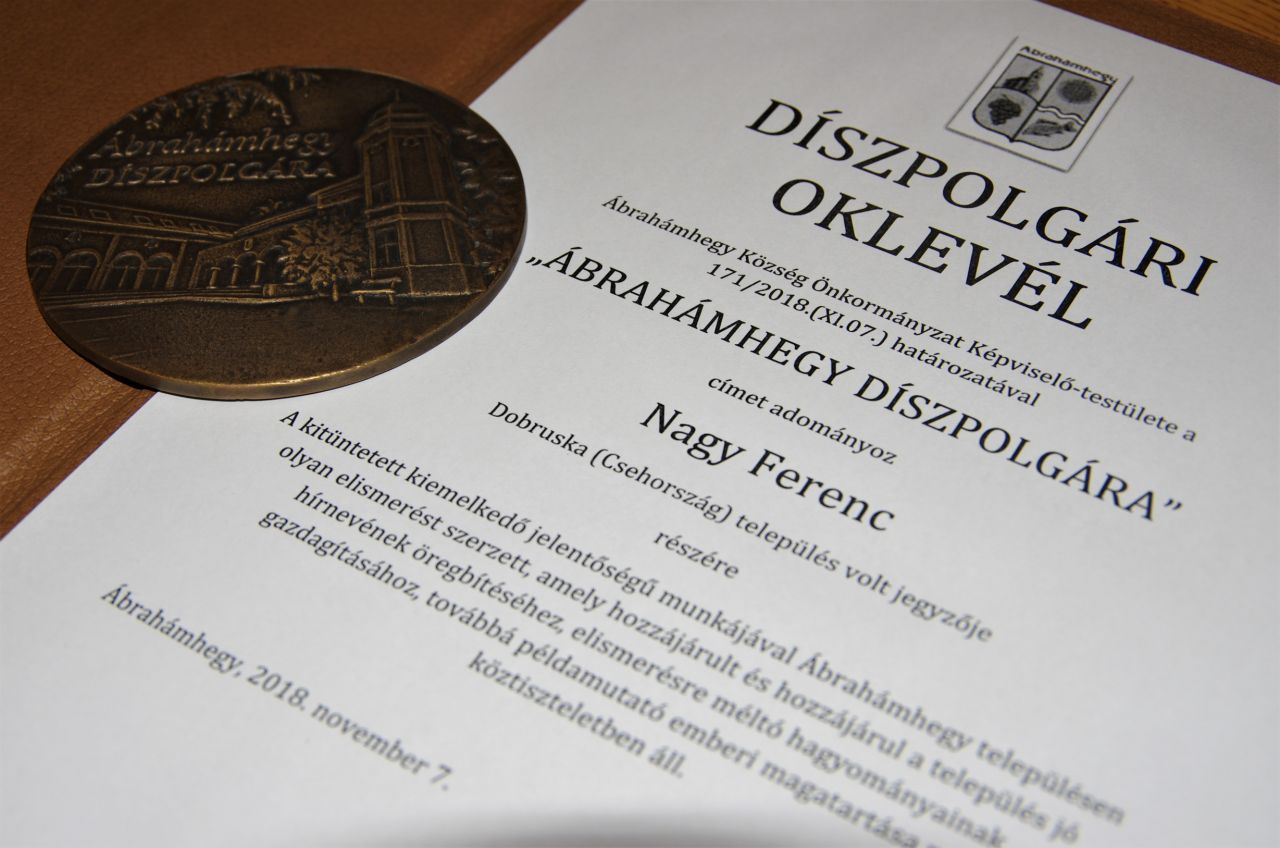 Ábrahámhegy
DÍSZPOLGÁRA
Ábrahámhegy
DÍSZPOLGÁRI
OKLEVÉL
Ábrahámhegy Község Önkormányzat Képviselő-testülete a
171/2018.(XI.07.) határozatával
„ÁBRAHÁMHEGY DÍSZPOLGÁRA”
címet adományoz
Nagy Ferenc
Dobruska (Csehország) település volt jegyzője
részére
A kitüntetett kiemelkedő jelentőségű munkájával Ábrahámhegy településen
olyan elismerést szerzett, amely hozzájárult és hozzájárul a település jó
hírnevének öregbítéséhez, elismerésre méltó hagyományainak
gazdagításához, továbbá példamutató emberi magatartása
köztiszteletben áll.
Ábrahámhegy, 2018. november 7.